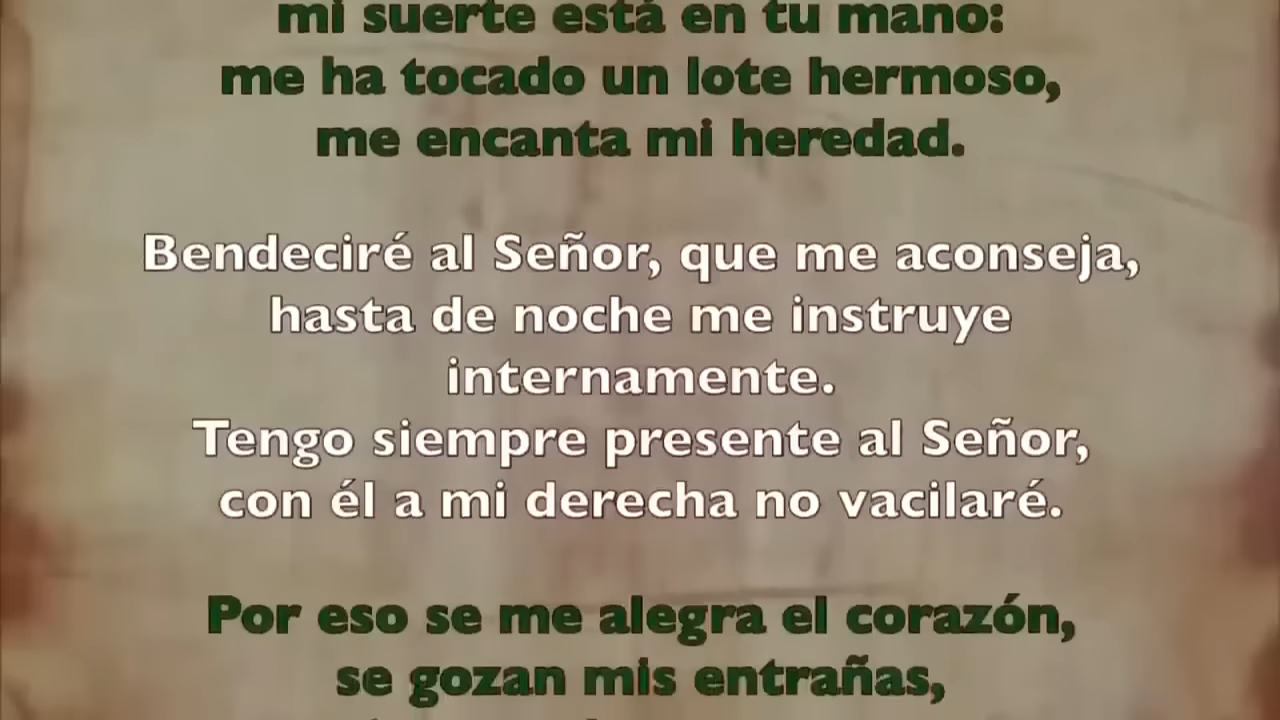 mi suerte está en tu mano:
me ha tocado un lote hermoso,
me encanta mi heredad.
Bendeciré al Señor, que me aconseja,
hasta de noche me instruye
internamente.
Tengo siempre presente al Señor,
con él a mi derecha no vacilaré.
Por eso se me alegra el corazón,
se gozan mis entrañas,